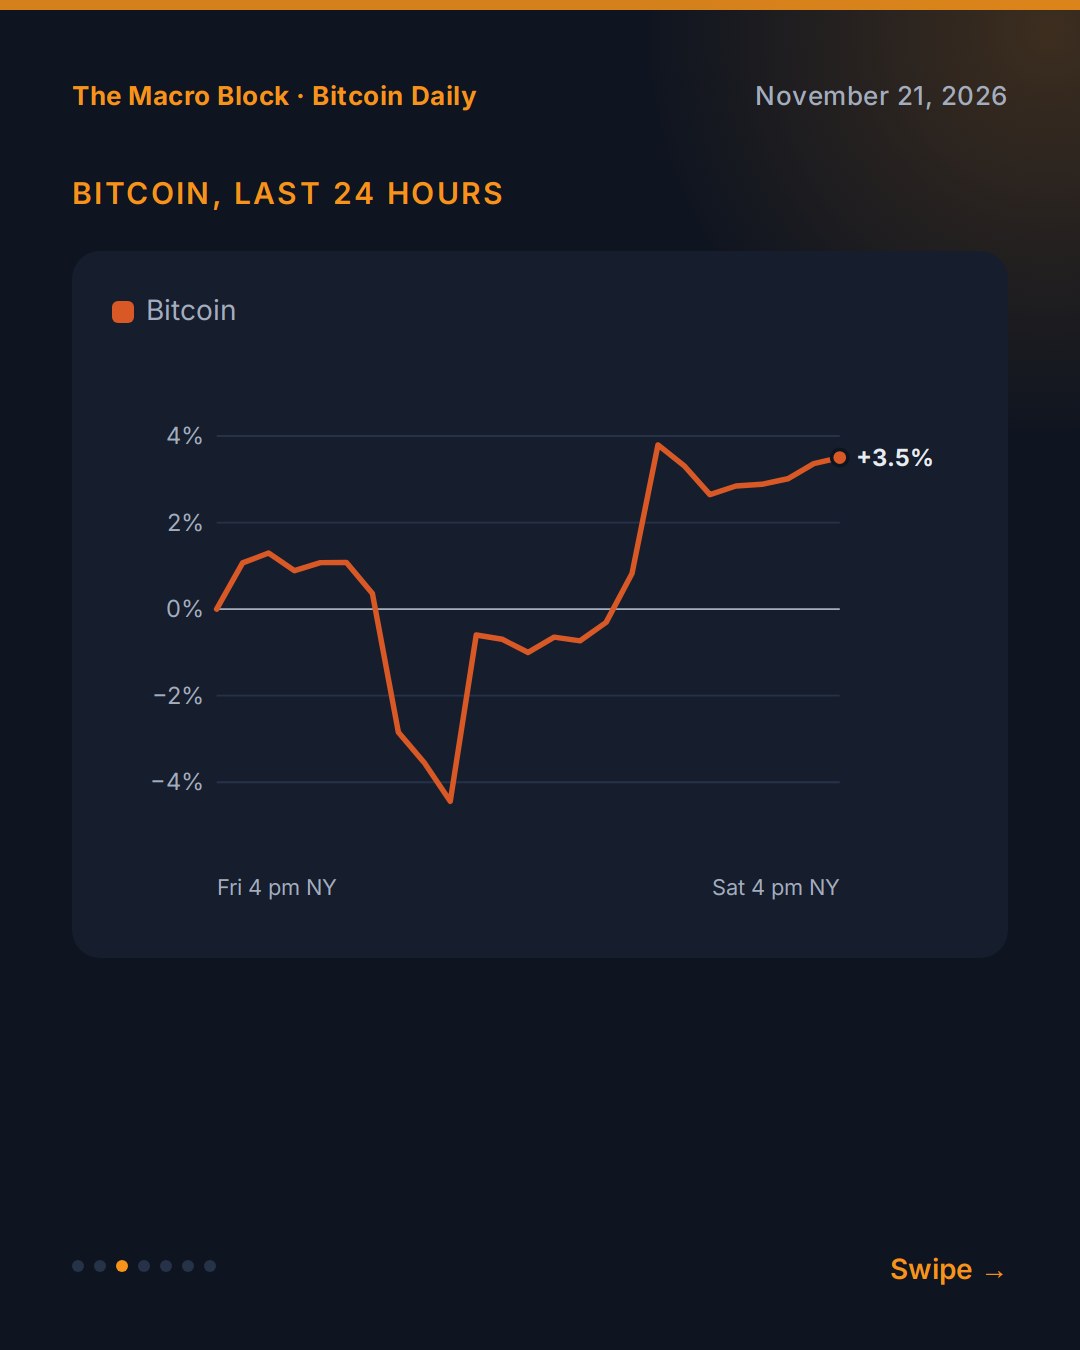 The Macro Block · Bitcoin Daily
November 21, 2026
BITCOIN, LAST 24 HOURS
Bitcoin
4%
+3.5%
2%
0%
−2%
−4%
Fri 4 pm NY
Sat 4 pm NY
Swipe →